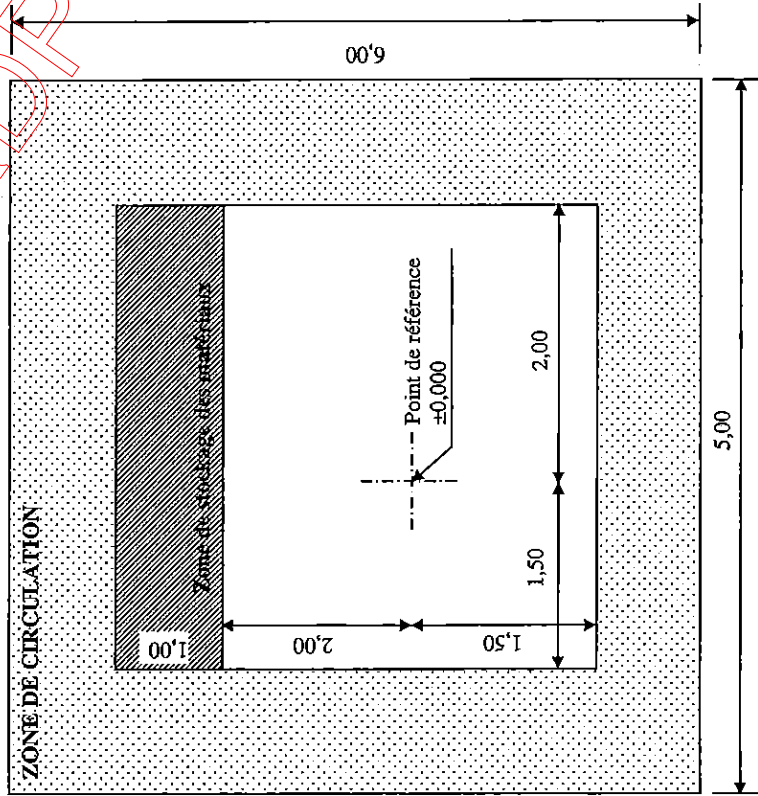 6,00
ZONE DE CIRCULATION
1,00
Zone de stockage des matériaux
2,00
Point de référence
±0,000
1,50
1,50
2,00
5,00